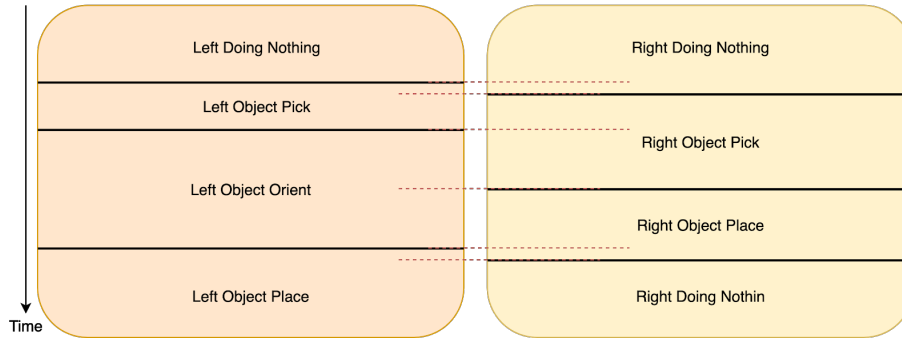 Left Doing Nothing
Left Object Pick
Left Object Orient
Left Object Place
Right Doing Nothing
Right Object Pick
Right Object Place
Right Doing Nothin
Time